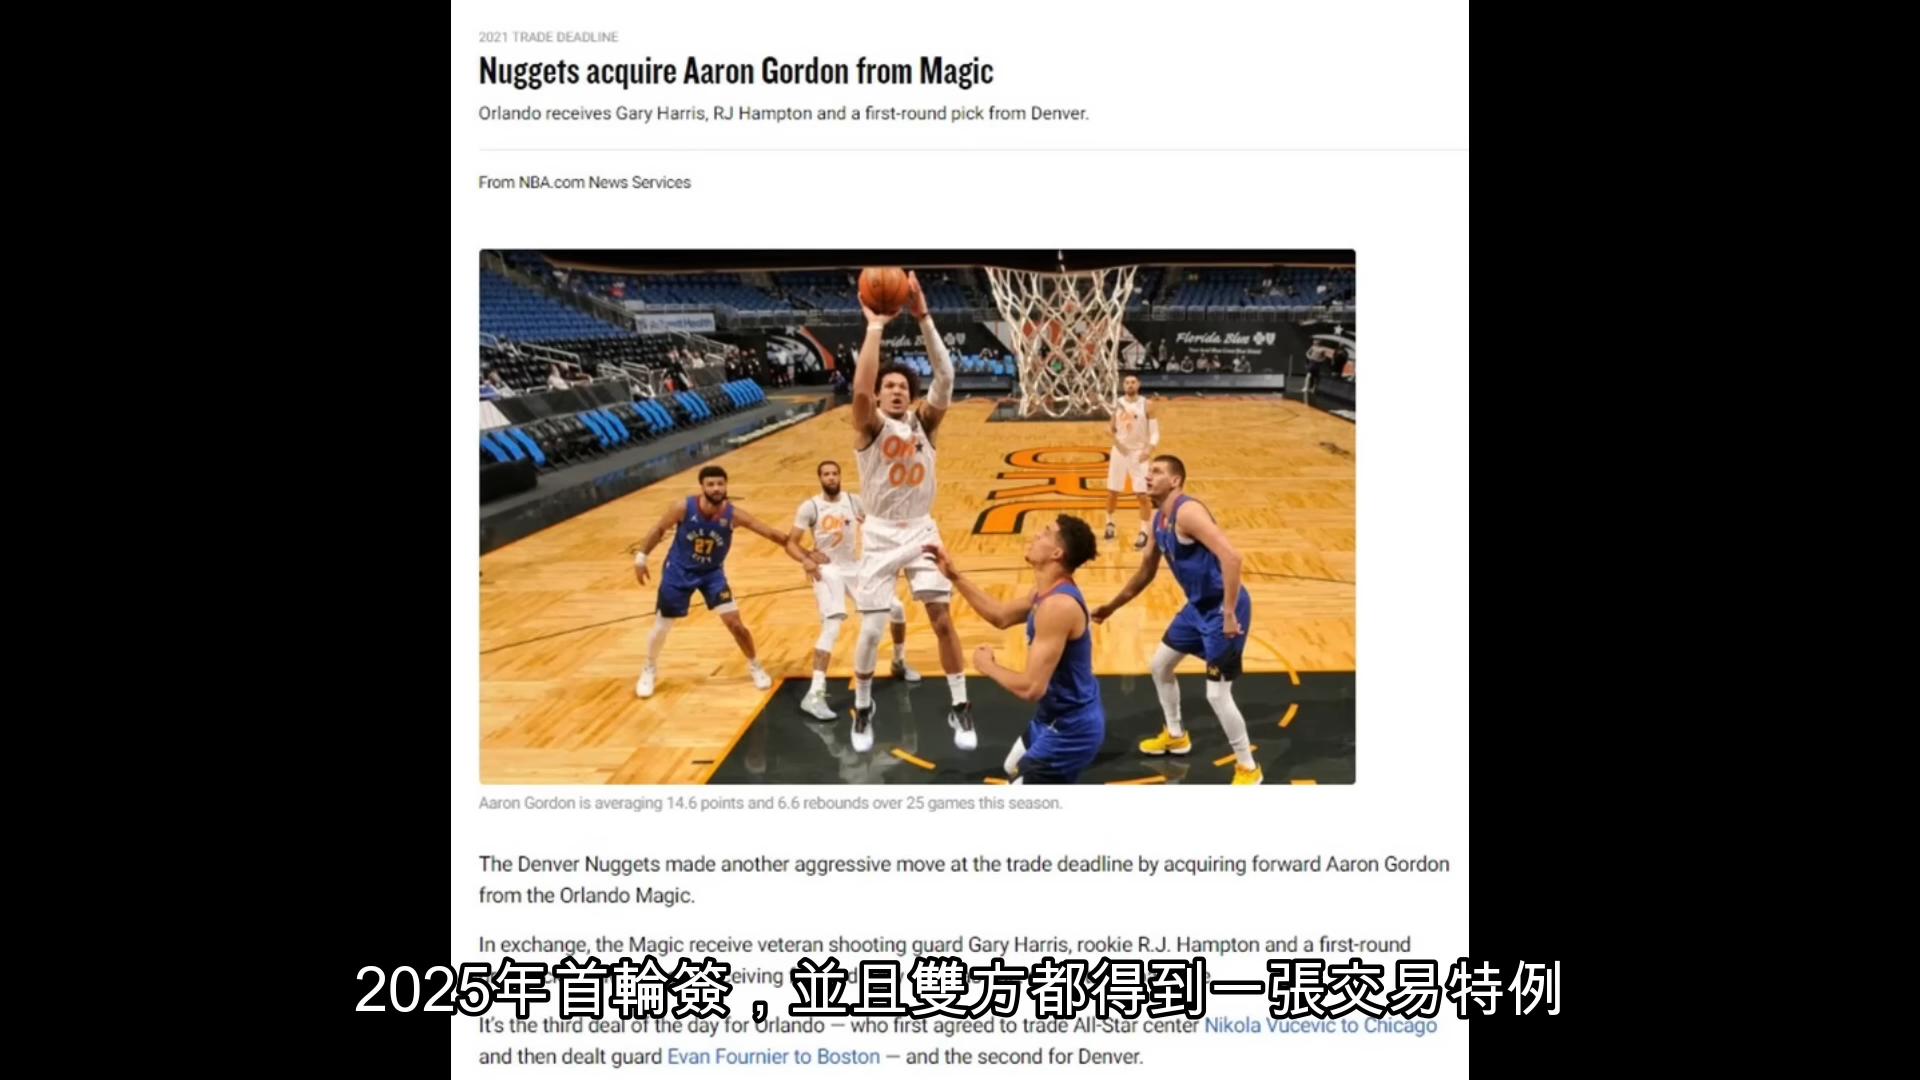 2021 TRADE DEADLINE
Nuggets acquire Aaron Gordon from Magic
Orlando receives Gary Harris, RJ Hampton and a first-round pick from Denver.
From NBA.com News Services
Florida Blue
Orl
00
27
Aaron Gordon is averaging 14.6 points and 6.6 rebounds over 25 games this season.
The Denver Nuggets made another aggressive move at the trade deadline by acquiring forward Aaron Gordon
from the Orlando Magic.
In exchange, the Magic receive veteran shooting guard Gary Harris, rookie R.J. Hampton and a first-round
2025年首輪簽，並且雙方都得到一張交易特例
It's the third deal of the day for Orlando — who first agreed to trade All-Star center Nikola Vucevic to Chicago
and then dealt guard Evan Fournier to Boston — and the second for Denver.